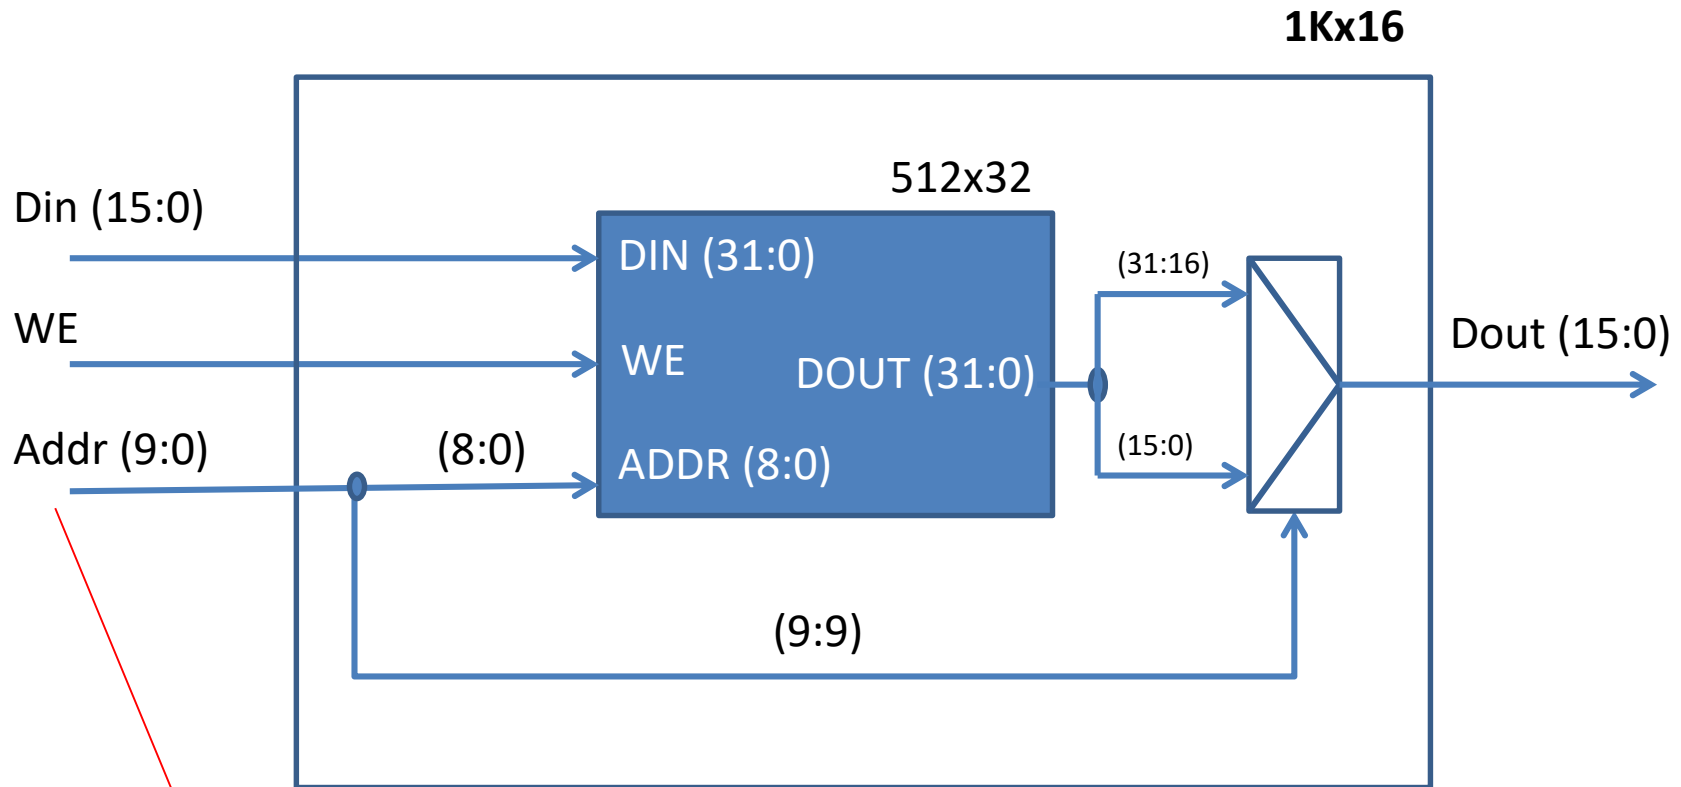 1Kx16
512x32
Din (15:0)
DIN (31:0)
(31:16)
WE
WE
DOUT (31:0)
Dout (15:0)
Addr (9:0)
(8:0)
ADDR (8:0)
(15:0)
(9:9)